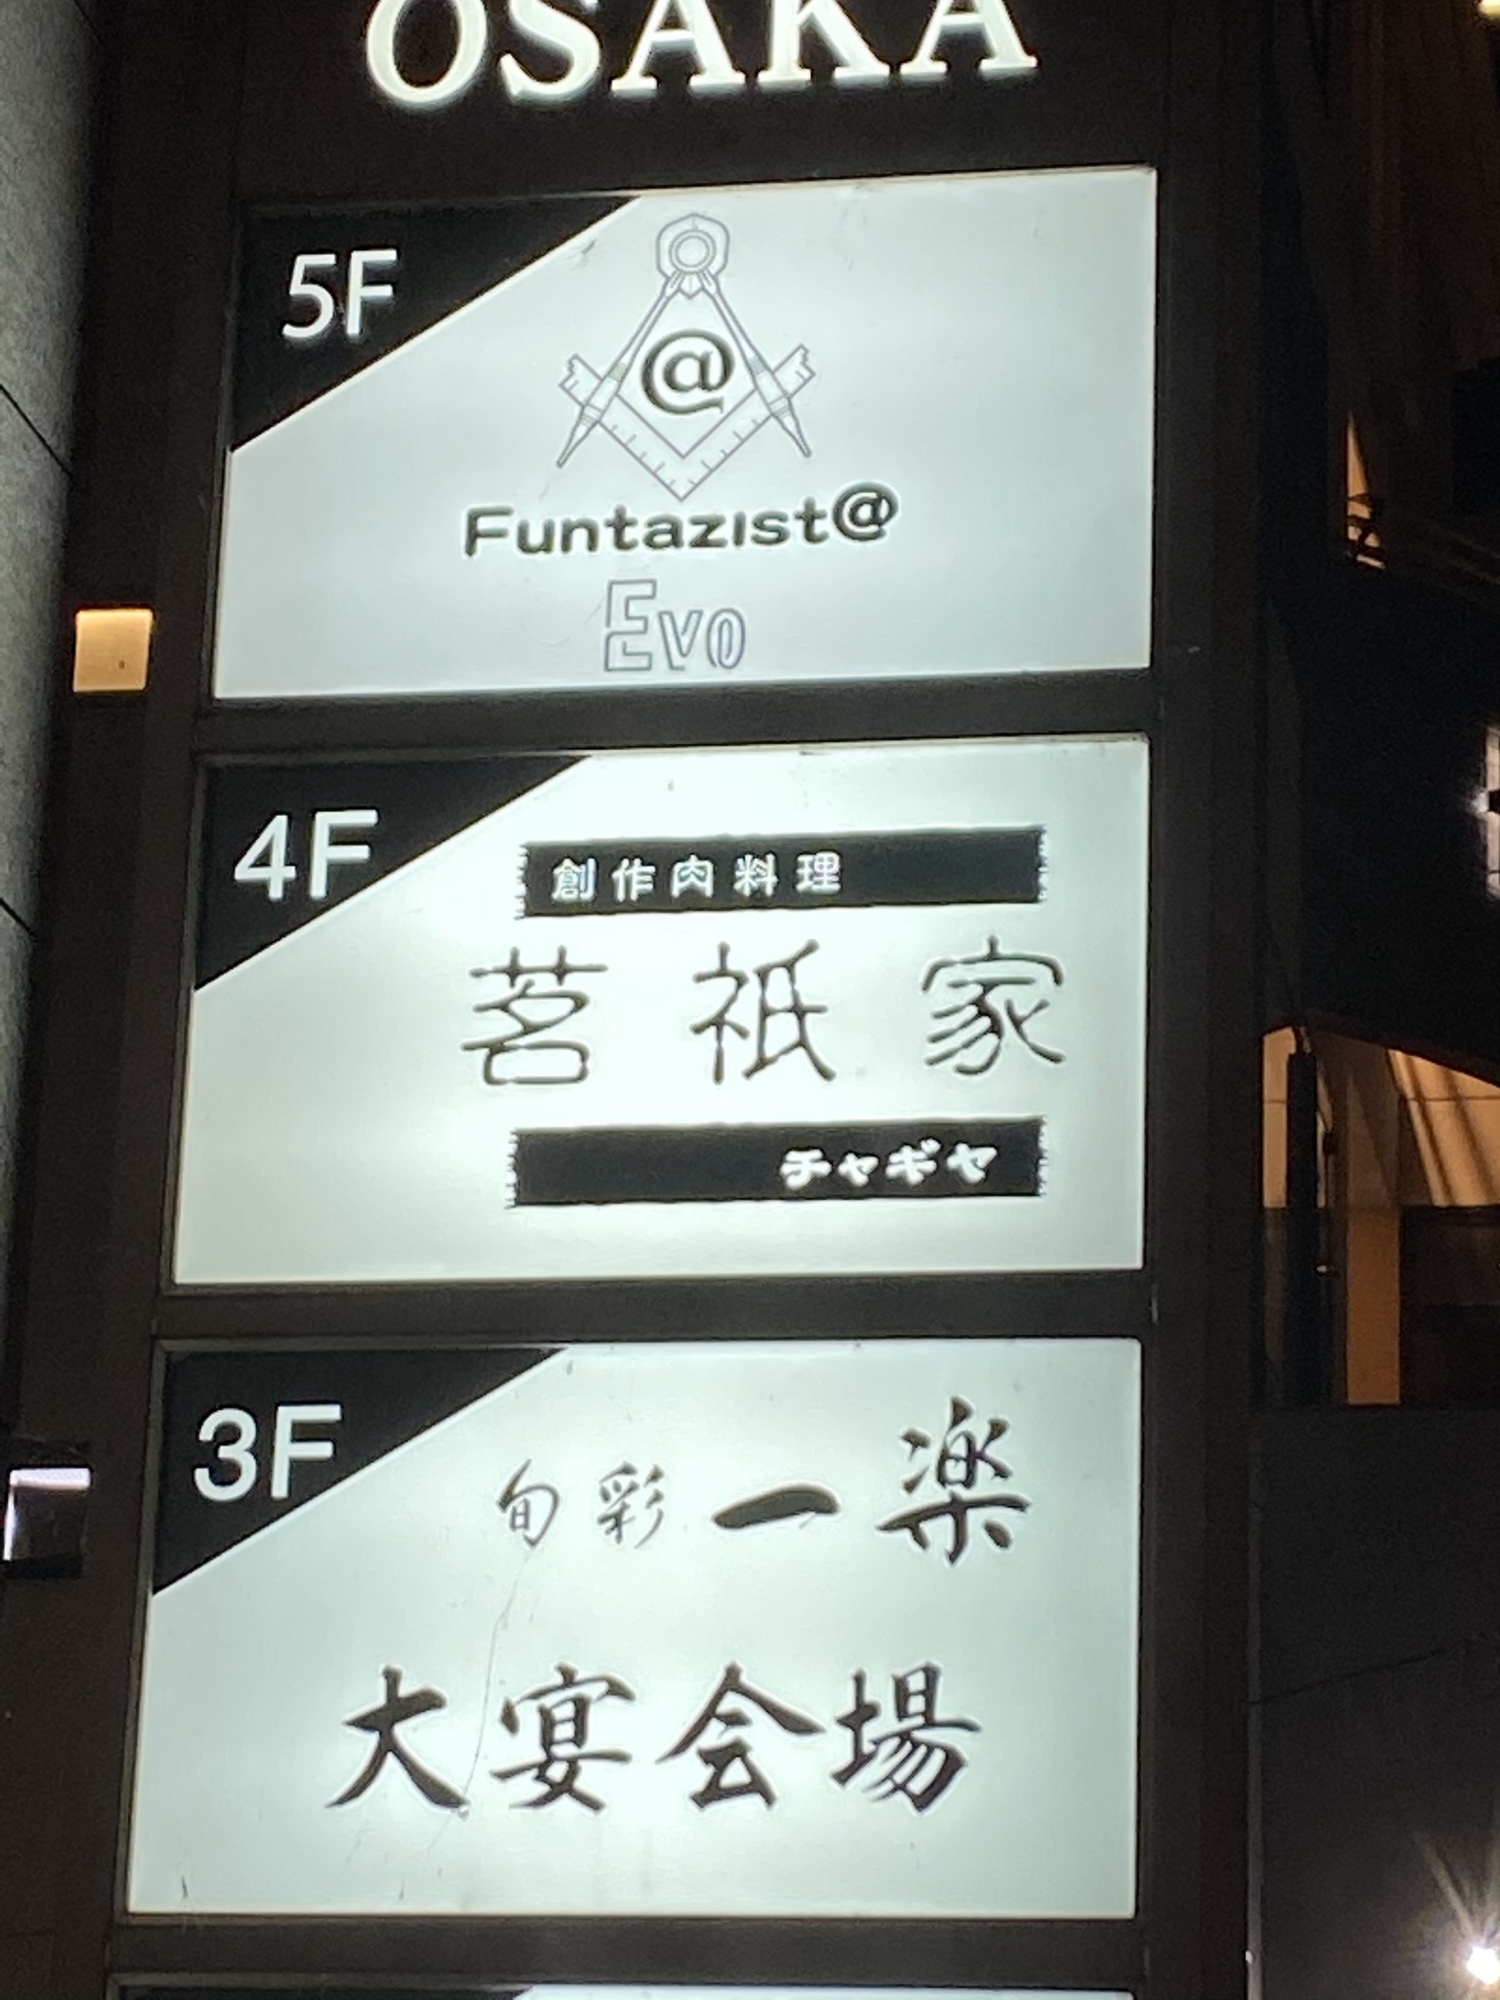 OSAKA
5F
@
Funtazist@
Evo
4F
創作肉料理
茗祇家
チャギヤ
3F
旬彩 一楽
大宴会場